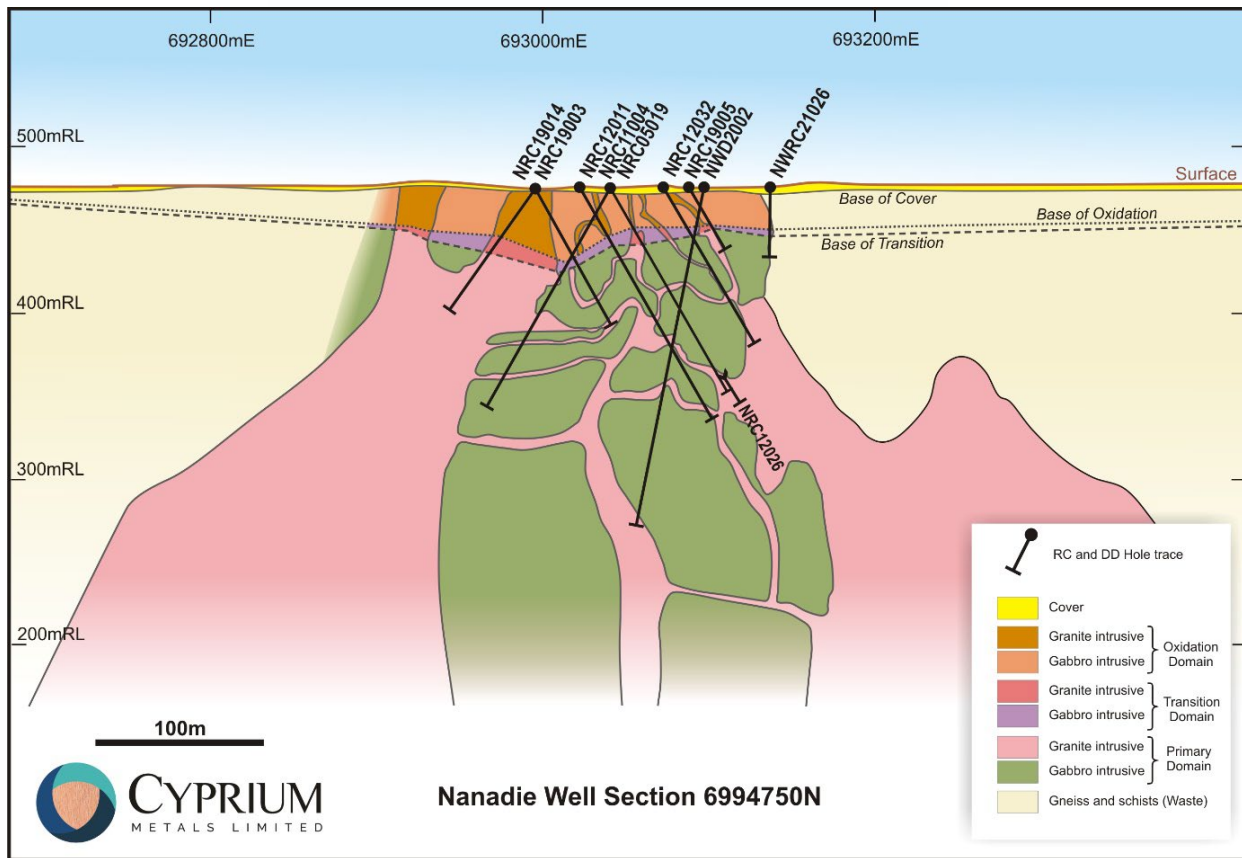 692800mE
693000mE
693200mE
500mRL
NRC19014
NRC19003
NRC12011
NRC11004
NRC05019
NRC12032
NRC19005
NWD2002
NWRC21026
Surface
Base of Cover
Base of Oxidation
Base of Transition
400mRL
NRC12026
300mRL
200mRL
RC and DD Hole trace
Cover
Granite intrusive
Gabbro intrusive
Oxidation
Domain
Granite intrusive
Gabbro intrusive
Transition
Domain
Granite intrusive
Gabbro intrusive
Primary
Domain
Gneiss and schists (Waste)
100m
CYPRIUM
METALS LIMITED
Nanadie Well Section 6994750N